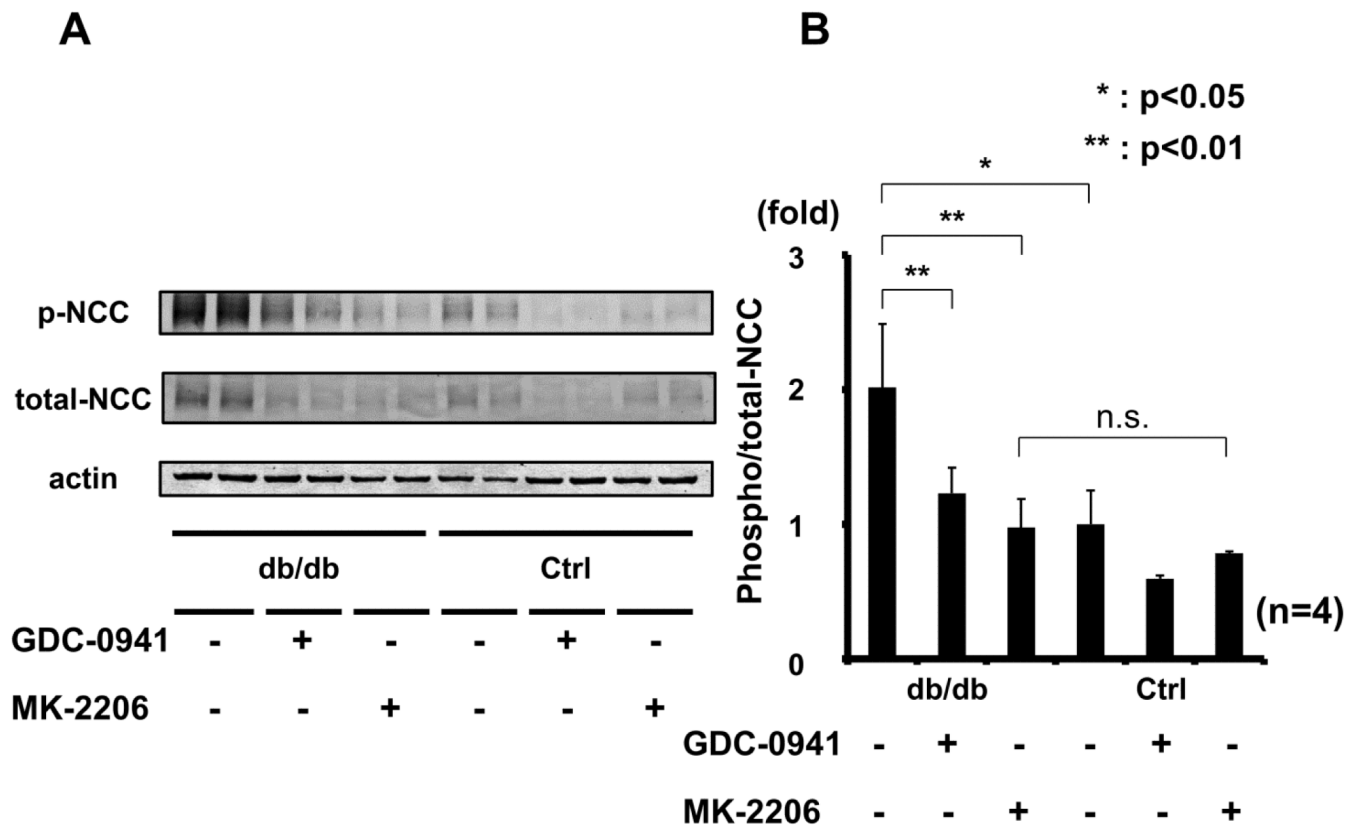 A
p-NCC
total-NCC
actin
db/db Ctrl
GDC-0941 - + - - + -
MK-2206 - - + - - +
B
* : p<0.05
** : p<0.01
*
(fold)
**
**
3
2
1
0
Phospho/total-NCC
n.s.
(n=4)
db/db Ctrl
GDC-0941 - + - - + -
MK-2206 - - + - - +